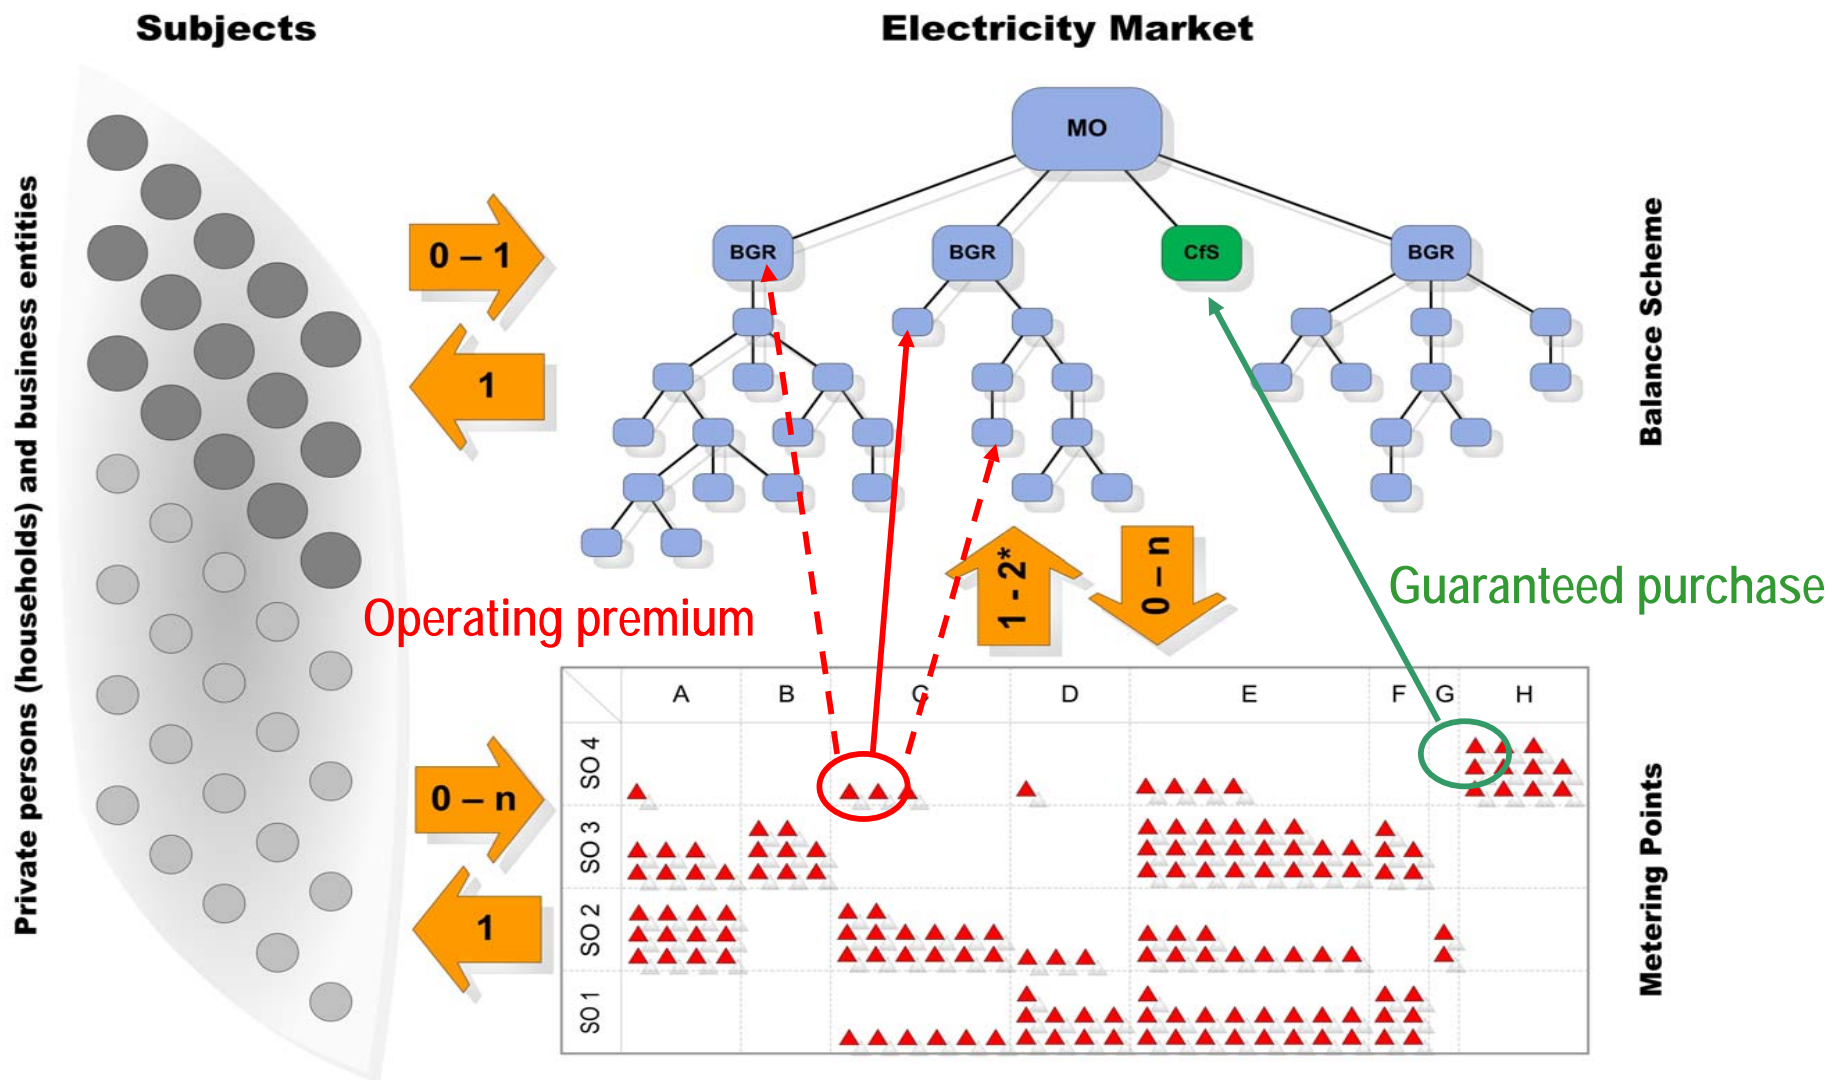 Subjects
Electricity Market
Private persons (households) and business entities
Balance Scheme
Metering Points
MO
BGR
BGR
CfS
BGR
0 – 1
1
1 - 2*
0 – n
Operating premium
Guaranteed purchase
0 – n
1
A B C D E F G H
SO 4
SO 3
SO 2
SO 1